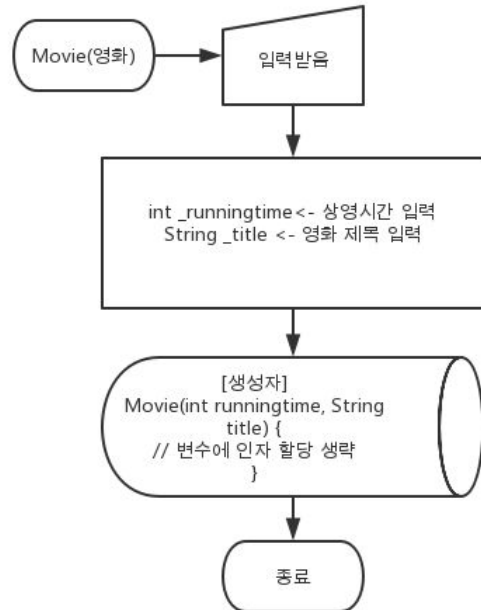 Movie(영화)
입력받음
int _runningtime<- 상영시간 입력
String _title <- 영화 제목 입력
[생성자]
Movie(int runningtime, String
title) {
// 변수에 인자 할당 생략
}
종료